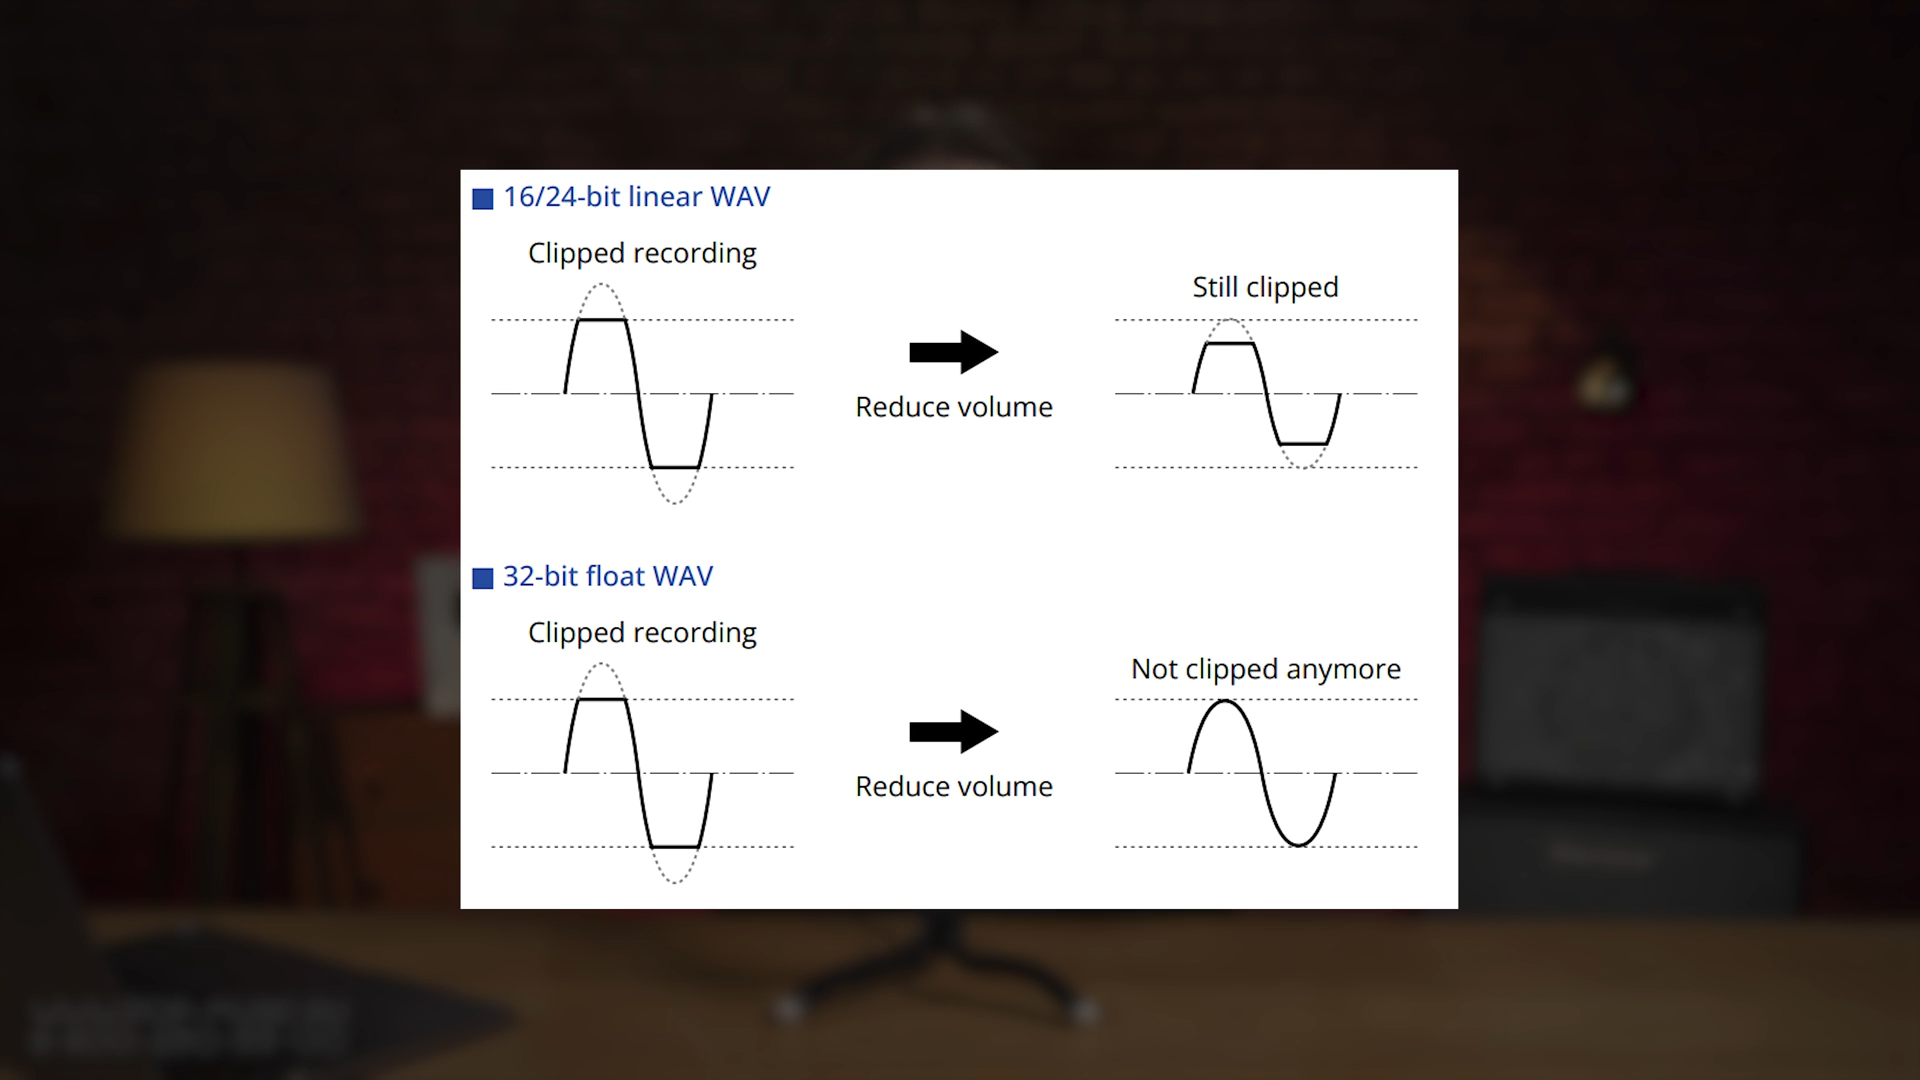 16/24-bit linear WAV
Clipped recording
Still clipped
Reduce volume
32-bit float WAV
Clipped recording
Not clipped anymore
Reduce volume